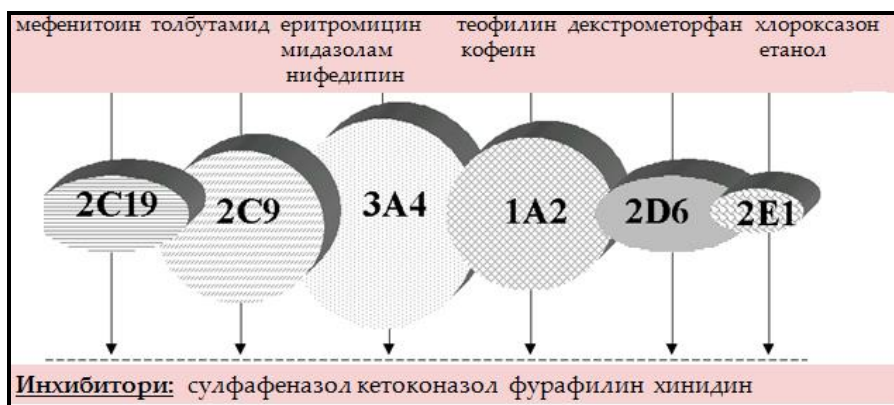 мефенитоин толбутамид еритромицин теофилин декстрометорфан хлороксазон
мидазолам кофеин етанол
нифедипин
2C19 2C9 3A4 1A2 2D6 2E1
Инхибитори: сулфафеназол кетоконазол фурафилин хинидин